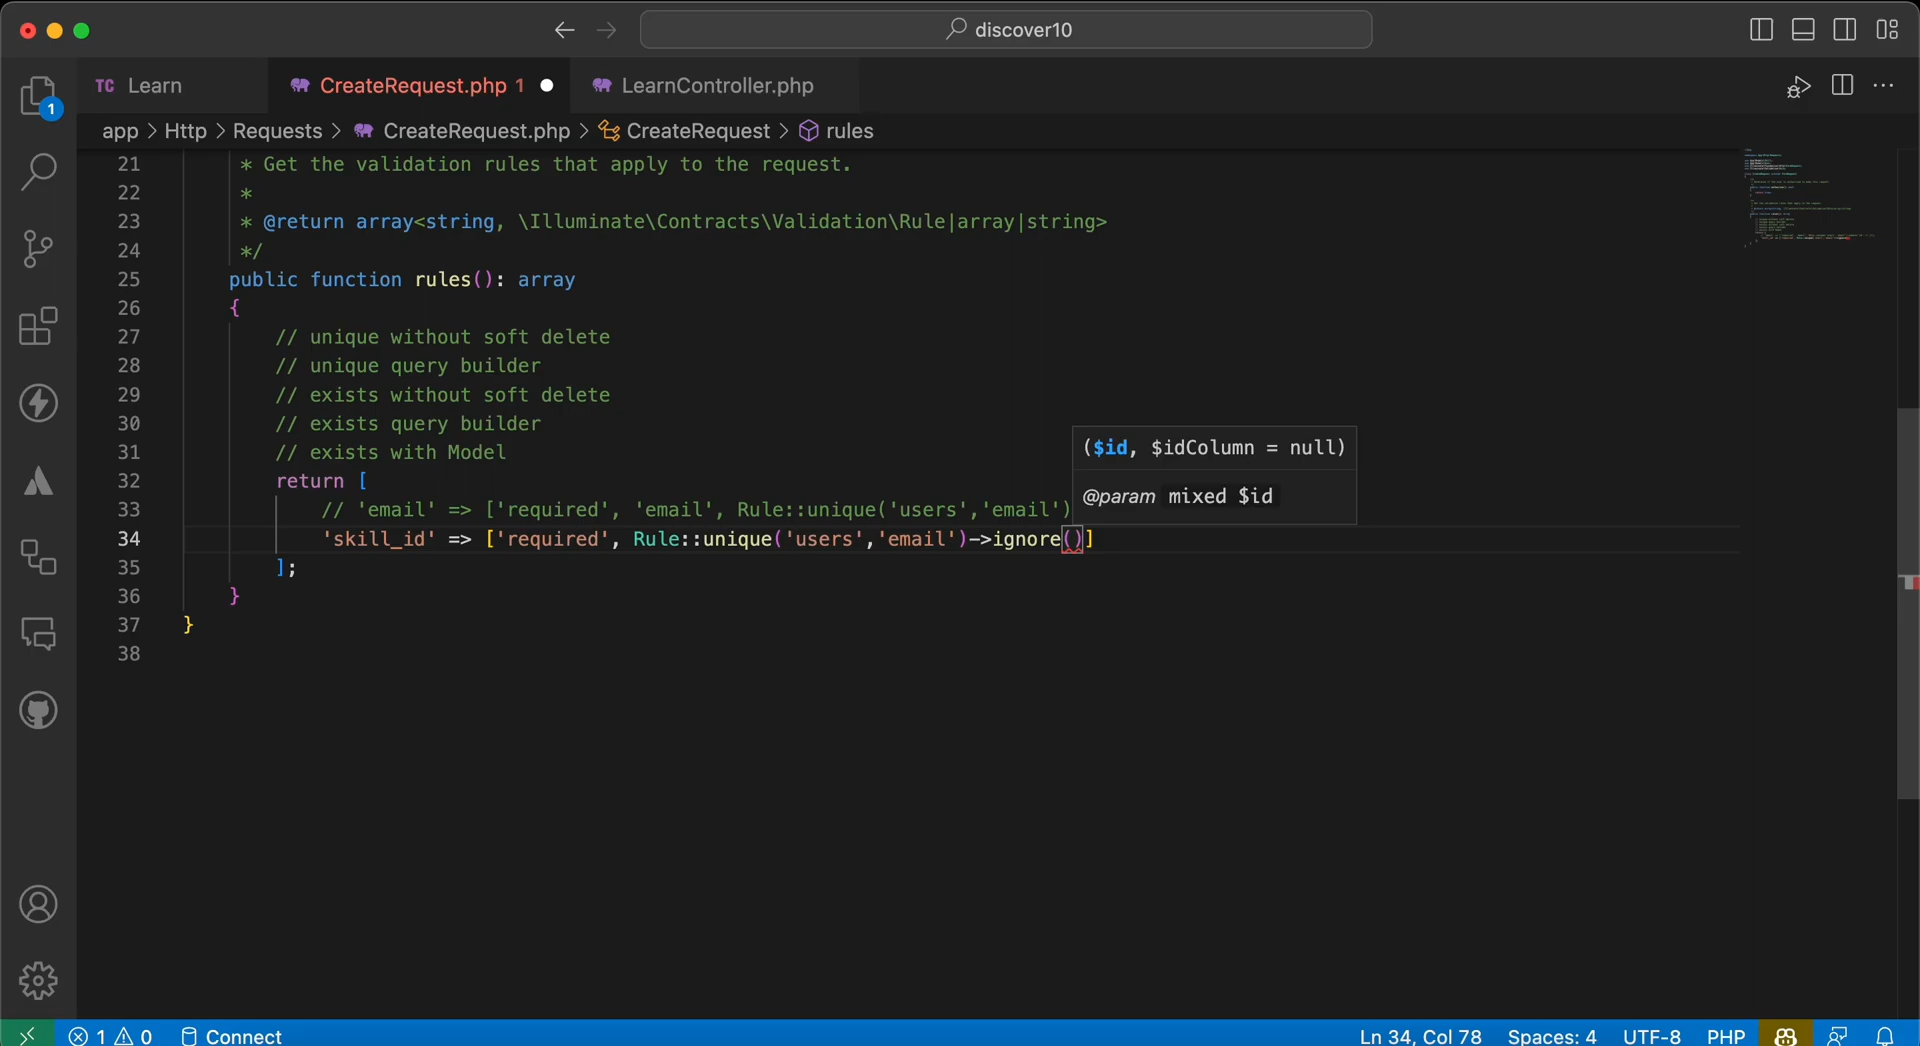 discover10
TC Learn
CreateRequest.php 1
LearnController.php
1
app > Http > Requests > CreateRequest.php > CreateRequest > rules
21 * Get the validation rules that apply to the request.
22 *
23 * @return array<string, \Illuminate\Contracts\Validation\Rule|array|string>
24 */
25 public function rules(): array
26 {
27 // unique without soft delete
28 // unique query builder
29 // exists without soft delete
30 // exists query builder
31 // exists with Model
32 return [
($id, $idColumn = null)
@param mixed $id
33 // 'email' => ['required', 'email', Rule::unique('users','email')
34 'skill_id' => ['required', Rule::unique('users','email')->ignore()]
35 ];
36 }
37 }
38
1 0 Connect
Ln 34, Col 78 Spaces: 4 UTF-8 PHP